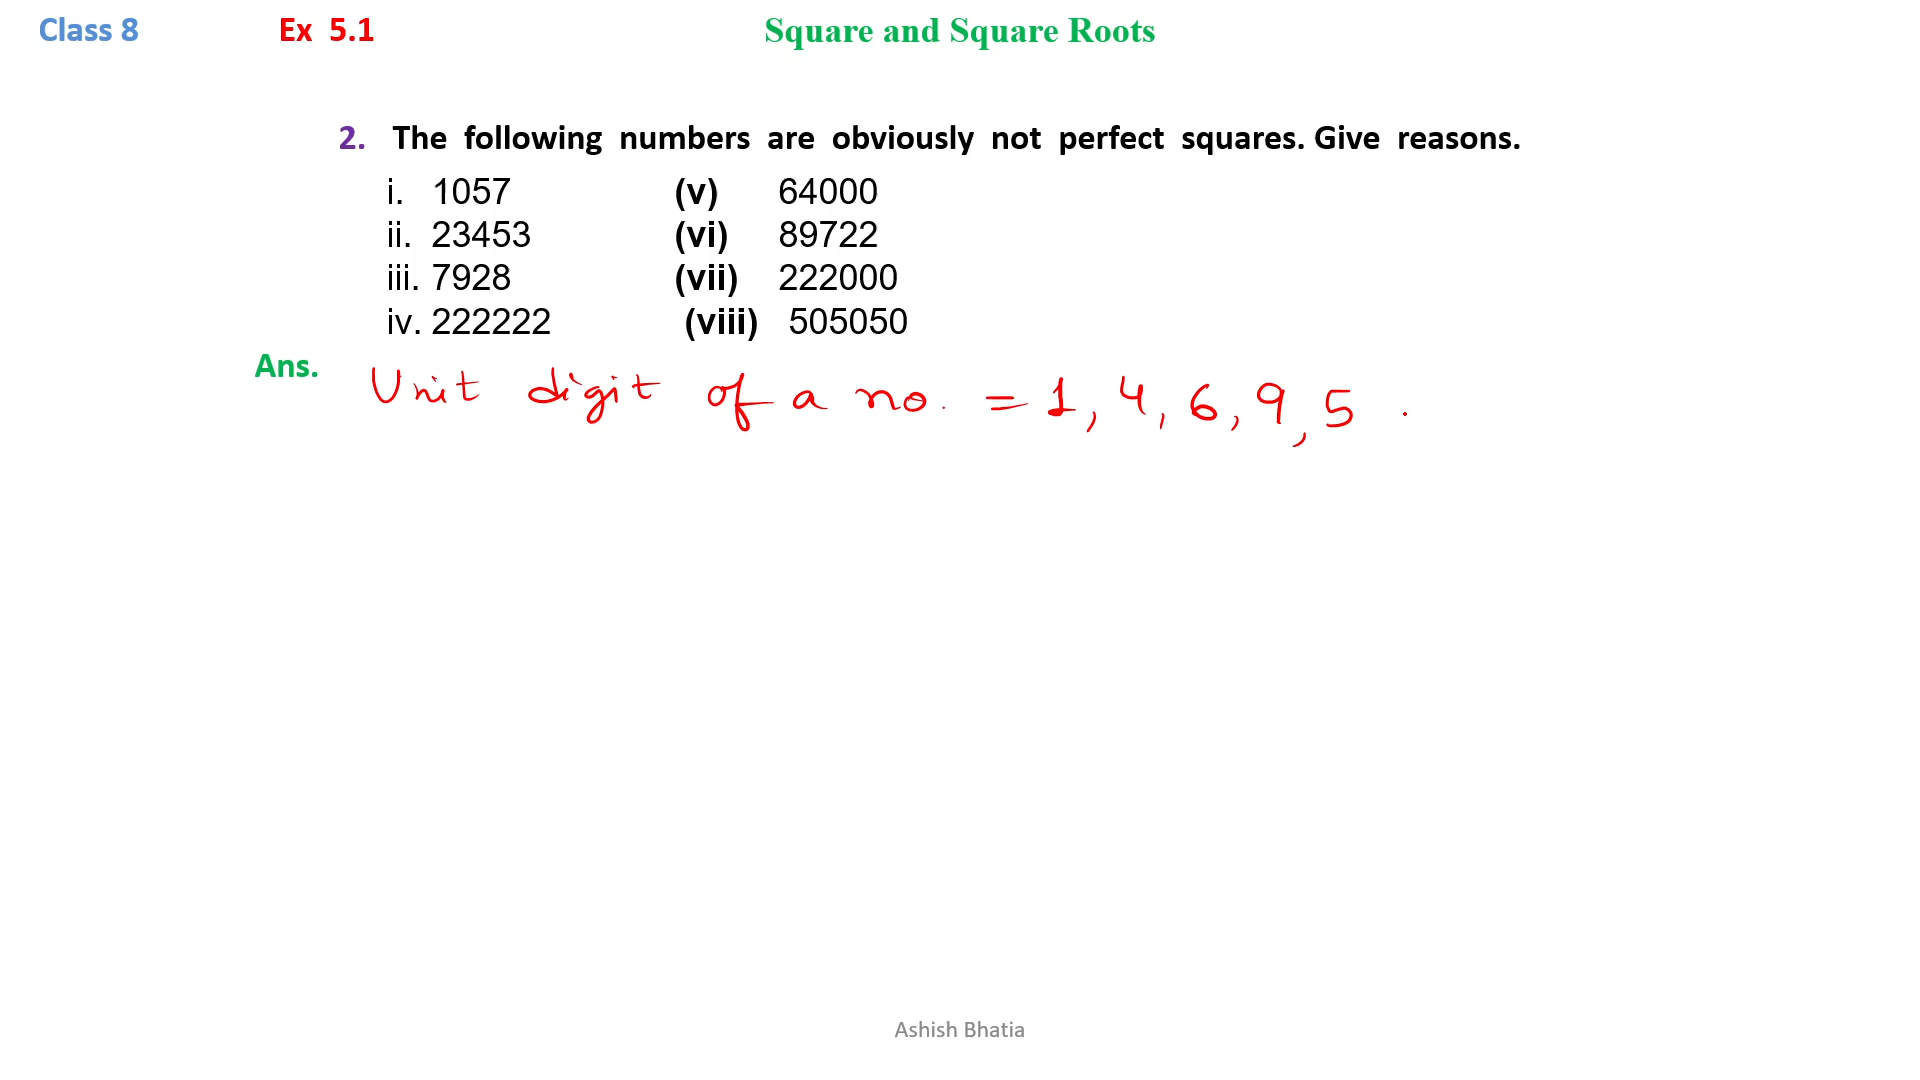 Class 8 Ex 5.1 Square and Square Roots
2. The following numbers are obviously not perfect squares. Give reasons.
i. 1057 (v) 64000
ii. 23453 (vi) 89722
iii. 7928 (vii) 222000
iv. 222222 (viii) 505050
Ans. Unit digit of a no. = 1, 4, 6, 9, 5 .
Ashish Bhatia